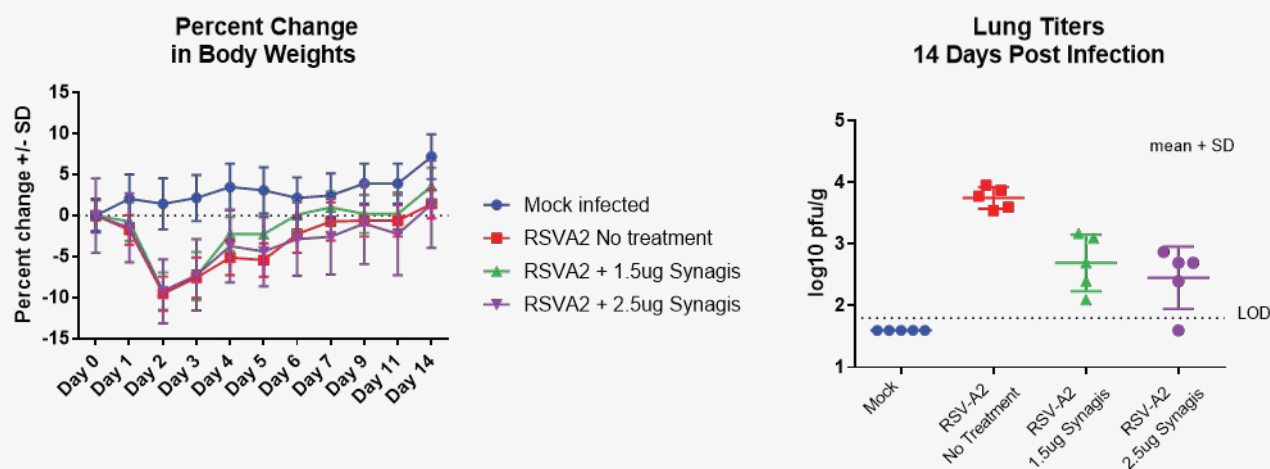 Percent Change
in Body Weights
Percent change +/- SD
15
10
5
0
-5
-10
-15
Day 0
Day 1
Day 2
Day 3
Day 4
Day 5
Day 6
Day 7
Day 9
Day 11
Day 14
Mock infected
RSVA2 No treatment
RSVA2 + 1.5ug Synagis
RSVA2 + 2.5ug Synagis
Lung Titers
14 Days Post Infection
log10 pfu/g
5
4
3
2
1
mean + SD
LOD
Mock
RSV-A2
No Treatment
RSV-A2
1.5ug Synagis
RSV-A2
2.5ug Synagis